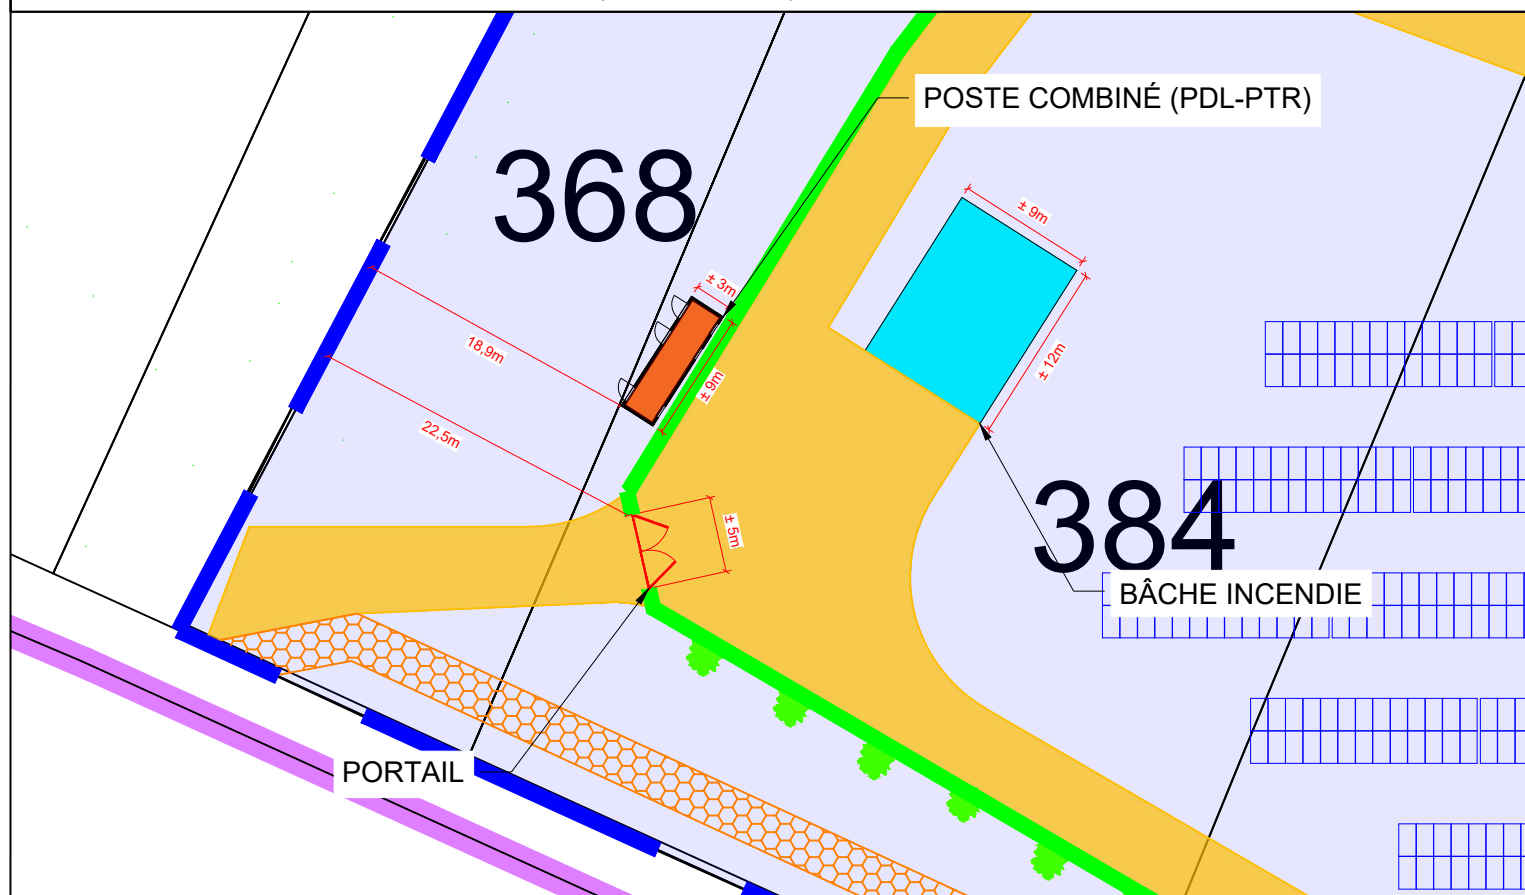 POSTE COMBINÉ (PDL-PTR)
368
± 9m
± 3m
18,9m
± 12m
± 9m
22,5m
± 5m
384
BÂCHE INCENDIE
PORTAIL